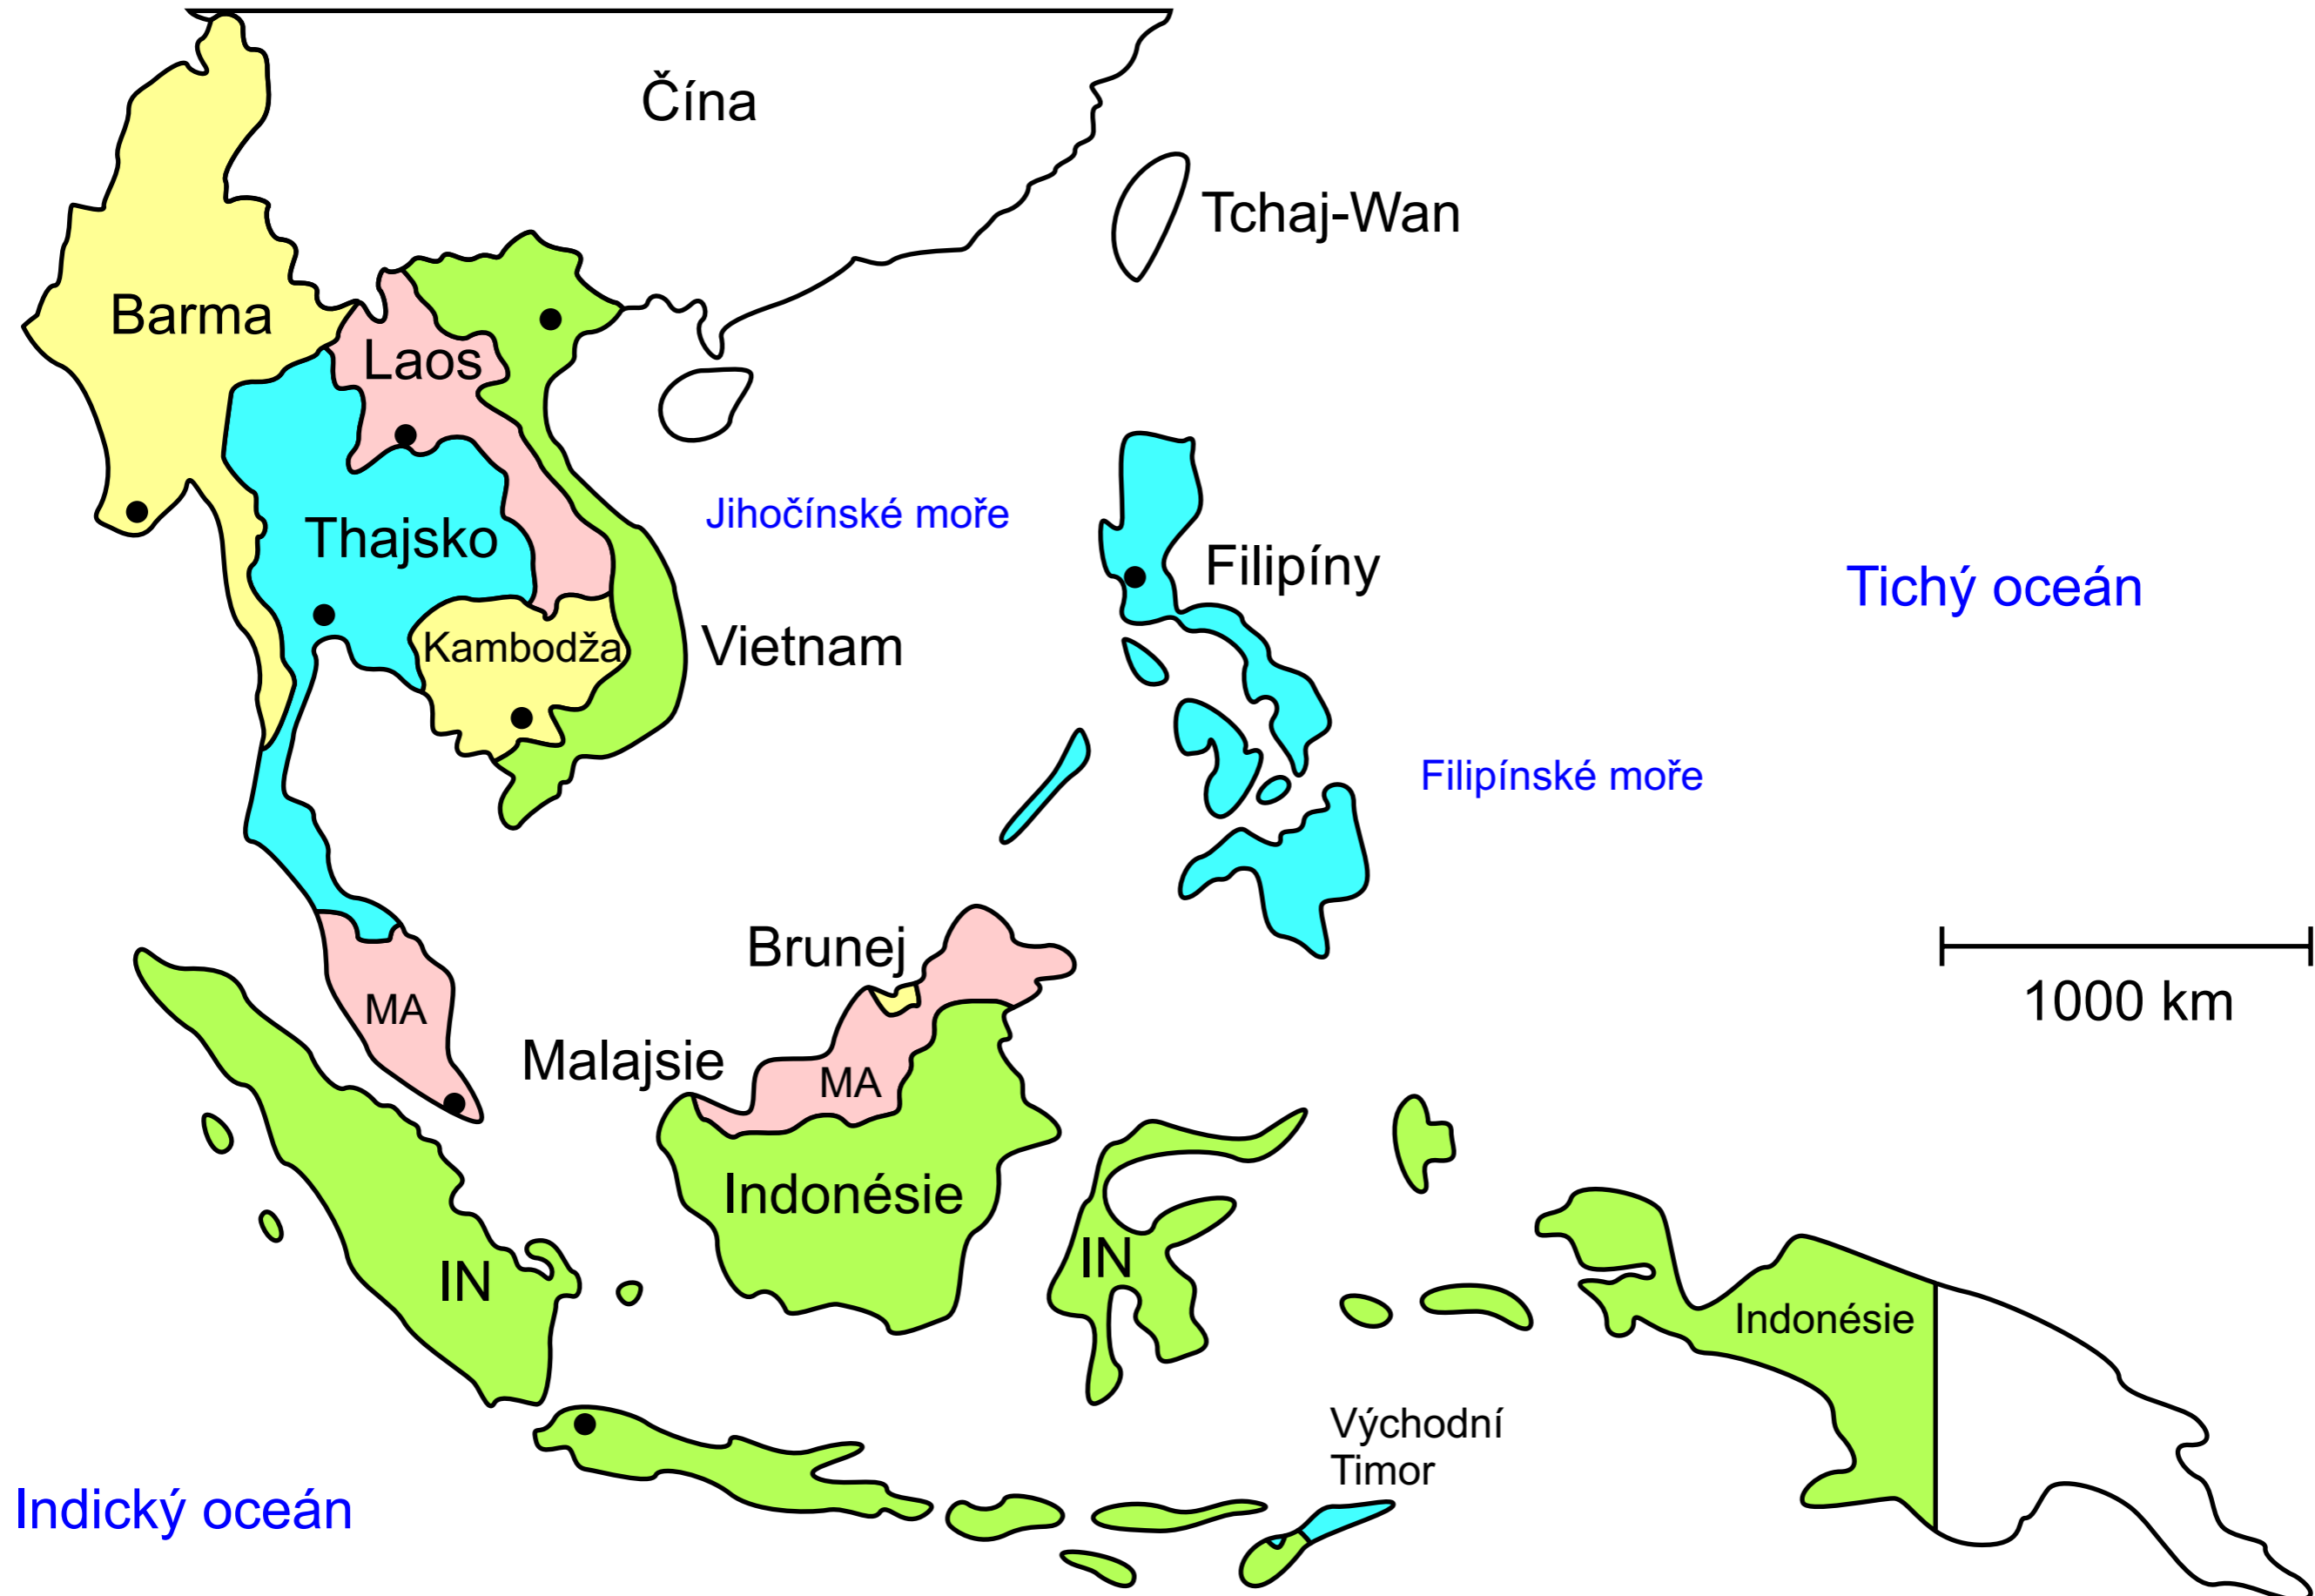 Čína
Tchaj-Wan
Barma
Laos
Jihočínské moře
Thajsko
Filipíny
Tichý oceán
Kambodža
Vietnam
Filipínské moře
Brunej
MA
1000 km
Malajsie
MA
Indonésie
IN
IN
Indonésie
Východní
Timor
Indický oceán